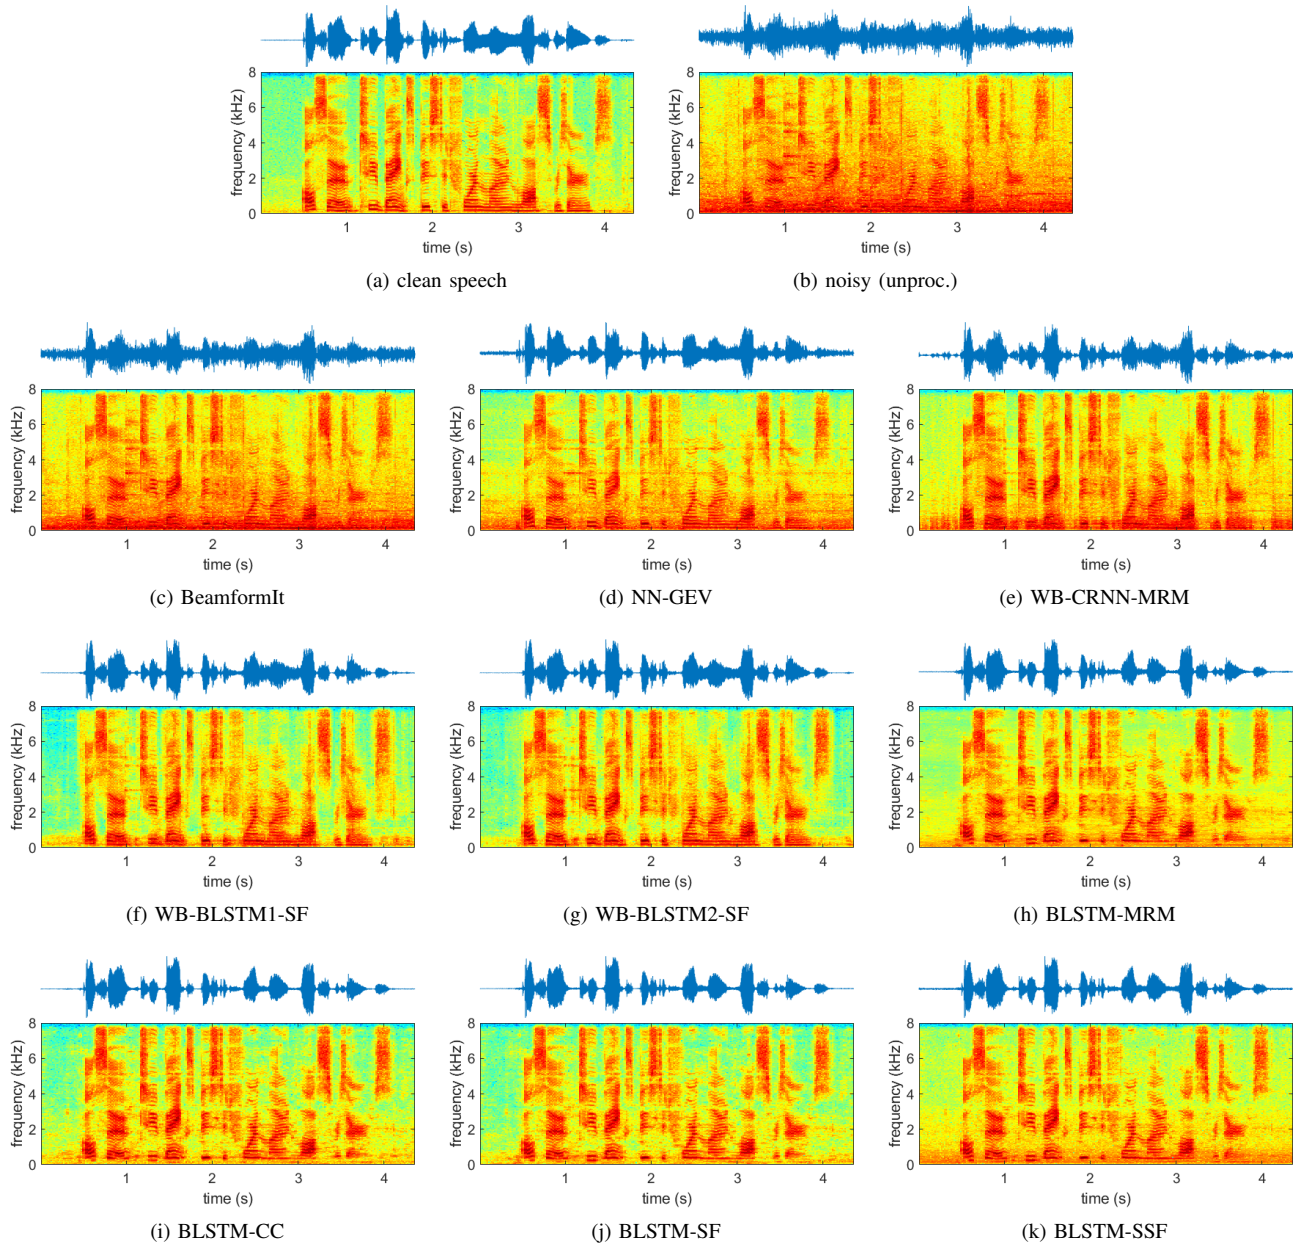 8
6
4
2
0
frequency (kHz)
1 2 3 4
time (s)
(a) clean speech
8
6
4
2
0
frequency (kHz)
1 2 3 4
time (s)
(b) noisy (unproc.)
8
6
4
2
0
frequency (kHz)
1 2 3 4
time (s)
(c) BeamformIt
8
6
4
2
0
frequency (kHz)
1 2 3 4
time (s)
(d) NN-GEV
8
6
4
2
0
frequency (kHz)
1 2 3 4
time (s)
(e) WB-CRNN-MRM
8
6
4
2
0
frequency (kHz)
1 2 3 4
time (s)
(f) WB-BLSTM1-SF
8
6
4
2
0
frequency (kHz)
1 2 3 4
time (s)
(g) WB-BLSTM2-SF
8
6
4
2
0
frequency (kHz)
1 2 3 4
time (s)
(h) BLSTM-MRM
8
6
4
2
0
frequency (kHz)
1 2 3 4
time (s)
(i) BLSTM-CC
8
6
4
2
0
frequency (kHz)
1 2 3 4
time (s)
(j) BLSTM-SF
8
6
4
2
0
frequency (kHz)
1 2 3 4
time (s)
(k) BLSTM-SSF